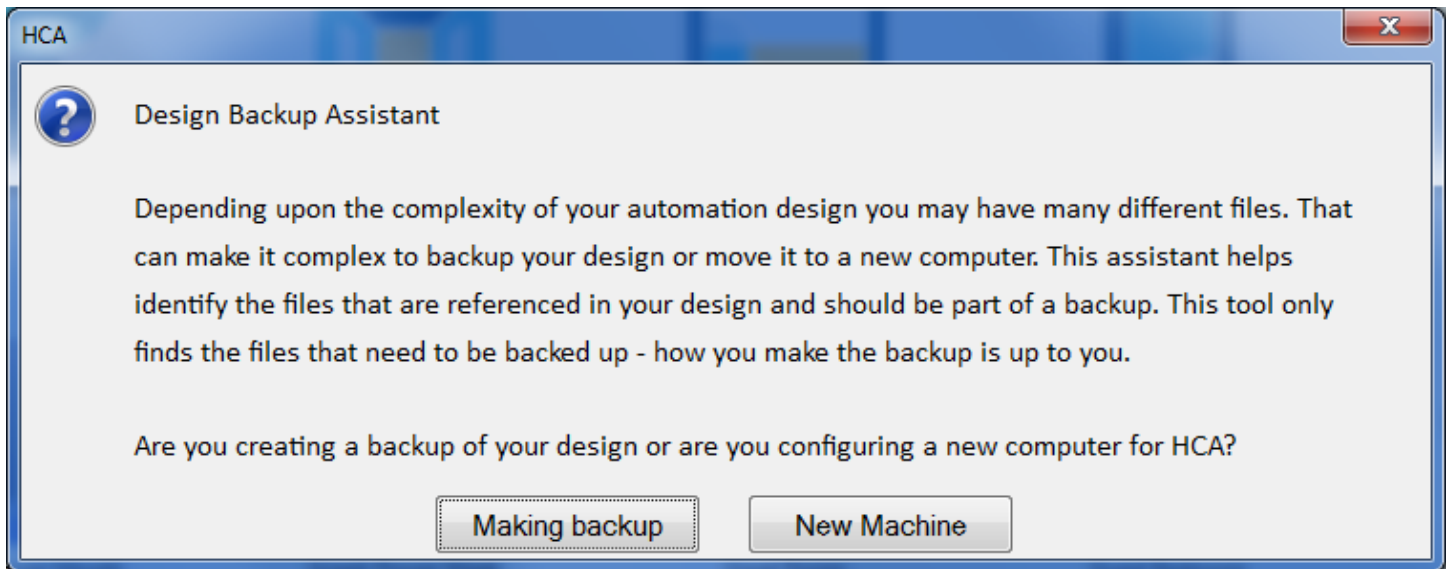 HCA
Design Backup Assistant
Depending upon the complexity of your automation design you may have many different files. That
can make it complex to backup your design or move it to a new computer. This assistant helps
identify the files that are referenced in your design and should be part of a backup. This tool only
finds the files that need to be backed up - how you make the backup is up to you.
Are you creating a backup of your design or are you configuring a new computer for HCA?
Making backup
New Machine